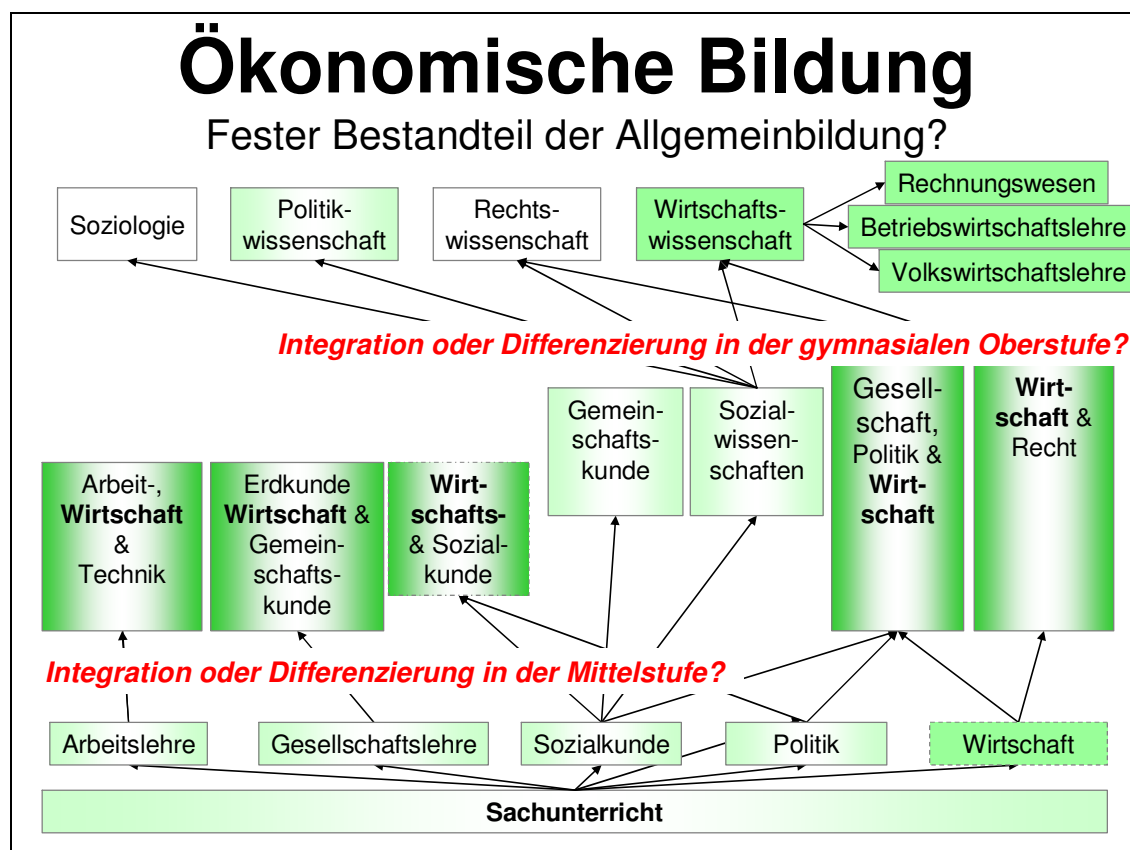 Ökonomische Bildung
Fester Bestandteil der Allgemeinbildung?
Soziologie
Politik-
wissenschaft
Rechts-
wissenschaft
Wirtschafts-
wissenschaft
Rechnungswesen
Betriebswirtschaftslehre
Volkswirtschaftslehre
Integration oder Differenzierung in der gymnasialen Oberstufe?
Arbeit-,
Wirtschaft
&
Technik
Erdkunde
Wirtschaft &
Gemein-
schafts-
kunde
Wirt-
schafts-
& Sozial-
kunde
Gemein-
schafts-
kunde
Sozial-
wissen-
schaften
Gesell-
schaft,
Politik &
Wirt-
schaft
Wirt-
schaft &
Recht
Integration oder Differenzierung in der Mittelstufe?
Arbeitslehre
Gesellschaftslehre
Sozialkunde
Politik
Wirtschaft
Sachunterricht